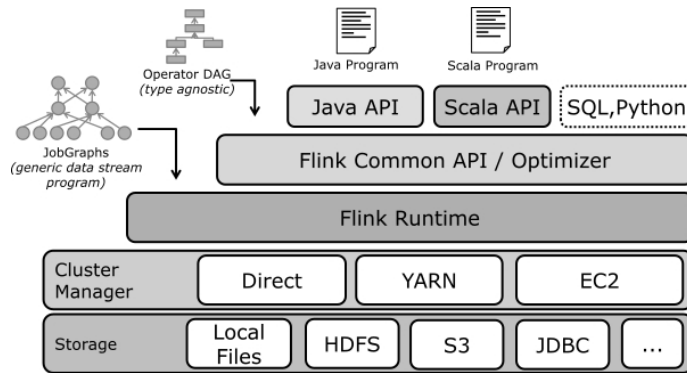 Operator DAG
(type agnostic)
Java Program
Scala Program
JobGraphs
(generic data stream
program)
Java API
Scala API
SQL,Python
Flink Common API / Optimizer
Flink Runtime
Cluster
Manager
Direct
YARN
EC2
Storage
Local
Files
HDFS
S3
JDBC
...